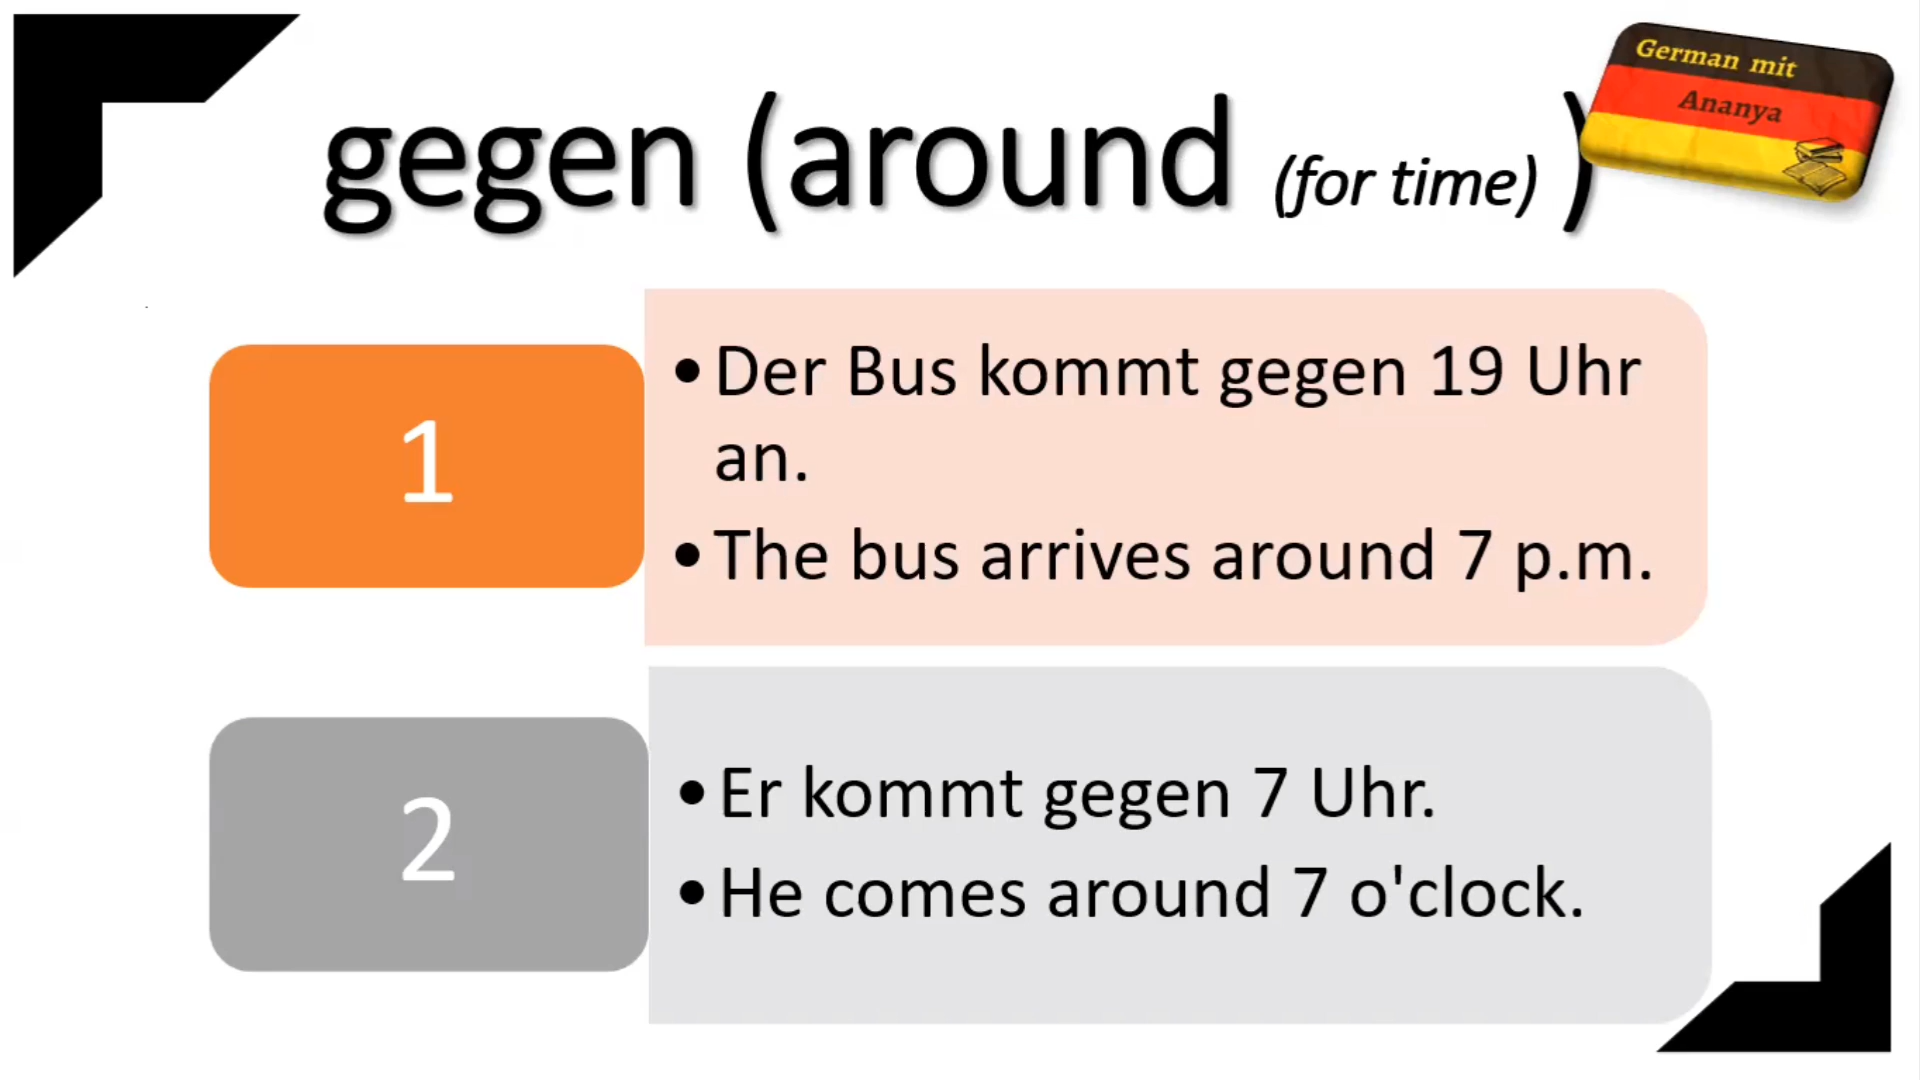 German mit
Ananya
gegen (around (for time) )
1
•Der Bus kommt gegen 19 Uhr
an.
•The bus arrives around 7 p.m.
2
•Er kommt gegen 7 Uhr.
•He comes around 7 o'clock.